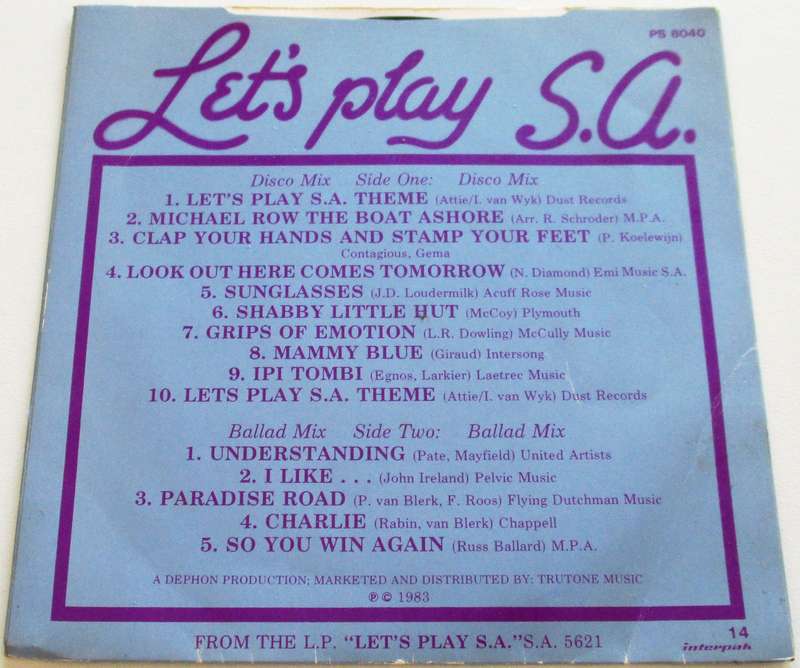 PS 8040
Let's play S.A.
Disco Mix Side One: Disco Mix
1. LET'S PLAY S.A. THEME (Attie/I. van Wyk) Dust Records
2. MICHAEL ROW THE BOAT ASHORE (Arr. R. Schroder) M.P.A.
3. CLAP YOUR HANDS AND STAMP YOUR FEET (P. Koelewijn)
Contagious, Gema
4. LOOK OUT HERE COMES TOMORROW (N. Diamond) Emi Music S.A.
5. SUNGLASSES (J.D. Loudermilk) Acuff Rose Music
6. SHABBY LITTLE HUT (McCoy) Plymouth
7. GRIPS OF EMOTION (L.R. Dowling) McCully Music
8. MAMMY BLUE (Giraud) Intersong
9. IPI TOMBI (Egnos, Larkier) Laetrec Music
10. LETS PLAY S.A. THEME (Attie/I. van Wyk) Dust Records
Ballad Mix Side Two: Ballad Mix
1. UNDERSTANDING (Pate, Mayfield) United Artists
2. I LIKE . . . (John Ireland) Pelvic Music
3. PARADISE ROAD (P. van Blerk, F. Roos) Flying Dutchman Music
4. CHARLIE (Rabin, van Blerk) Chappell
5. SO YOU WIN AGAIN (Russ Ballard) M.P.A.
A DEPHON PRODUCTION; MARKETED AND DISTRIBUTED BY: TRUTONE MUSIC
℗ © 1983
FROM THE L.P. "LET'S PLAY S.A." S.A. 5621
14
interpak